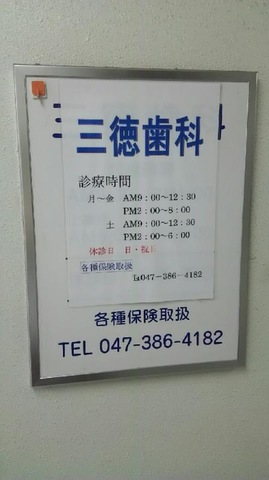 三徳歯科
診療時間
月～金 AM9：00～12：30
PM2：00～8：00
土 AM9：00～12：30
PM2：00～6：00
休診日 日・祝日
各種保険取扱
℡047-386-4182
各種保険取扱
TEL 047-386-4182